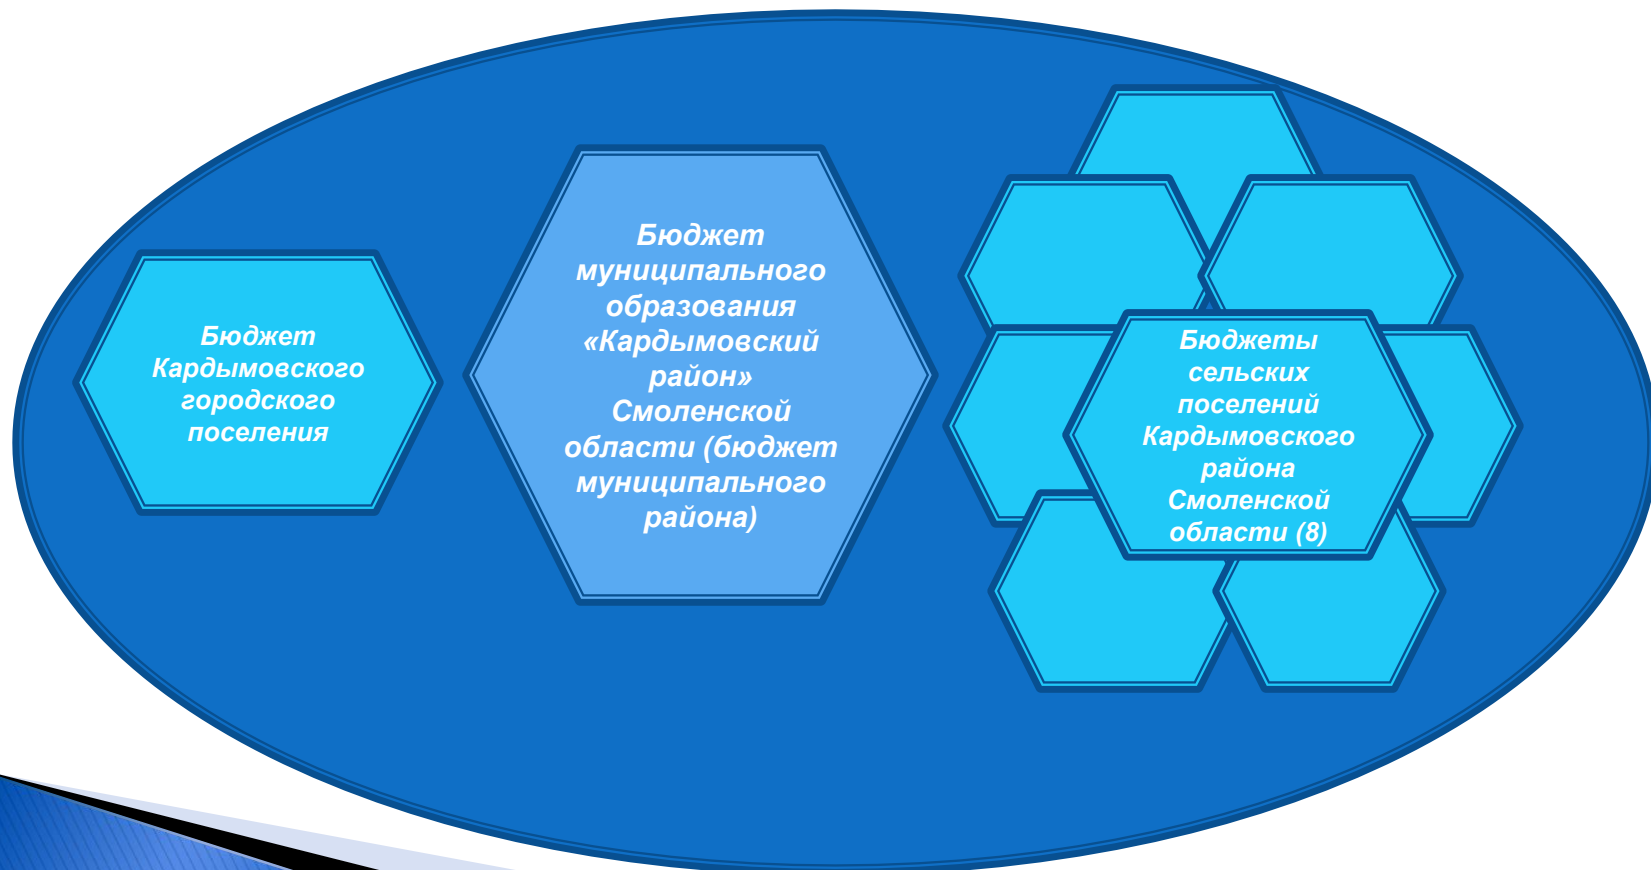 Бюджет
Кардымовского
городского
поселения
Бюджет
муниципального
образования
«Кардымовский
район»
Смоленской
области (бюджет
муниципального
района)
Бюджеты
сельских
поселений
Кардымовского
района
Смоленской
области (8)